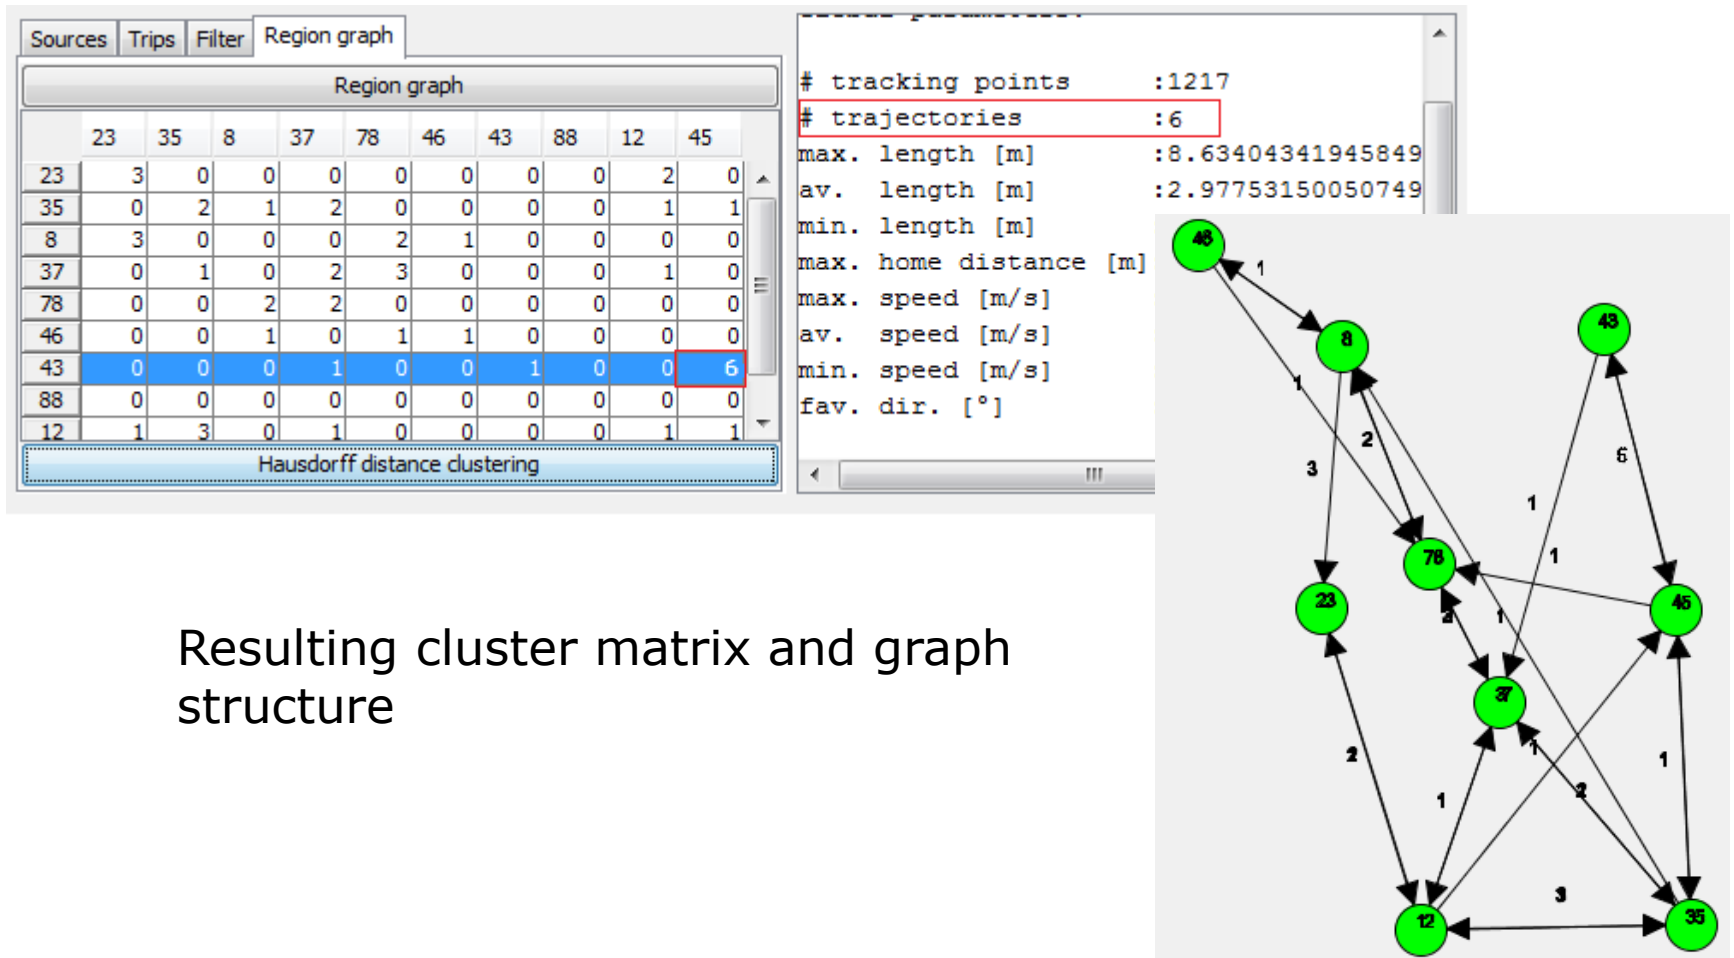 Sources Trips Filter Region graph
Region graph
23 35 8 37 78 46 43 88 12 45
23 3 0 0 0 0 0 0 0 2 0
35 0 2 1 2 0 0 0 0 1 1
8 3 0 0 0 2 1 0 0 0 0
37 0 1 0 2 3 0 0 0 1 0
78 0 0 2 2 0 0 0 0 0 0
46 0 0 1 0 1 1 0 0 0 0
43 0 0 0 1 0 0 1 0 0 6
88 0 0 0 0 0 0 0 0 0 0
12 1 3 0 1 0 0 0 0 1 1
Hausdorff distance clustering
# tracking points :1217
# trajectories :6
max. length [m] :8.63404341945849
av. length [m] :2.97753150050749
min. length [m]
max. home distance [m]
max. speed [m/s]
av. speed [m/s]
min. speed [m/s]
fav. dir. [°]
46
1
8
43
1
2
3
6
1
1
78
23
45
1
37
2
1
1
1
2
3
12
35
Resulting cluster matrix and graph
structure